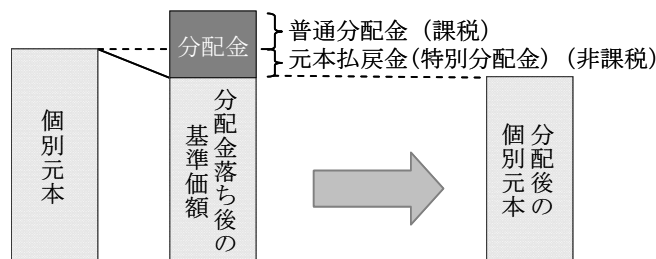 普通分配金（課税）
分配金
元本払戻金(特別分配金)（非課税）
個別元本
分配金落ち後の
基準価額
分配後の
個別元本